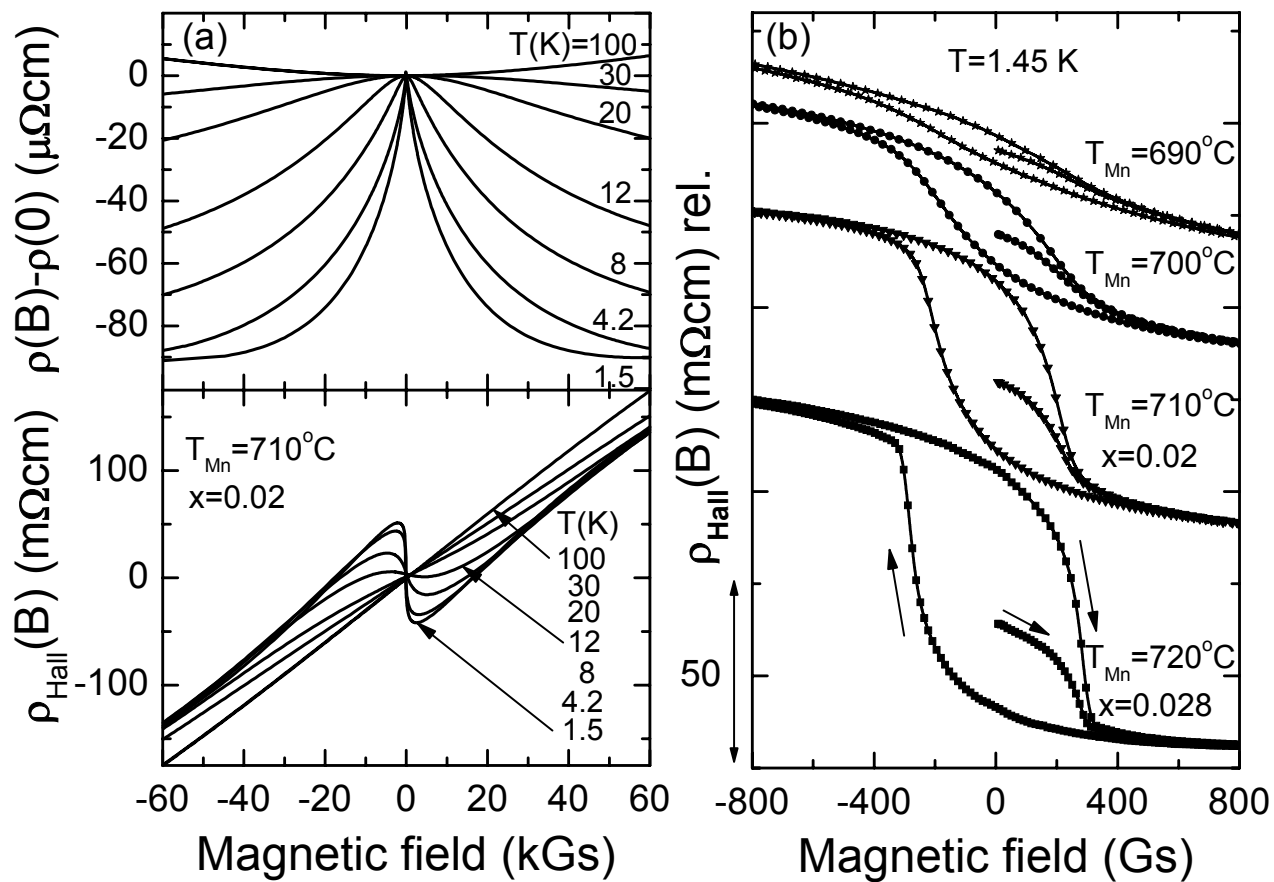 (a)
T(K)=100
30
20
12
8
4.2
1.5
0
-20
-40
-60
-80
ρ(B)-ρ(0) (μΩcm)
T_Mn=710°C
x=0.02
T(K)
100
30
20
12
8
4.2
1.5
100
0
-100
ρ_Hall(B) (mΩcm)
-60 -40 -20 0 20 40 60
Magnetic field (kGs)
(b)
T=1.45 K
T_Mn=690°C
T_Mn=700°C
T_Mn=710°C
x=0.02
T_Mn=720°C
x=0.028
50
ρ_Hall(B) (mΩcm) rel.
-800 -400 0 400 800
Magnetic field (Gs)